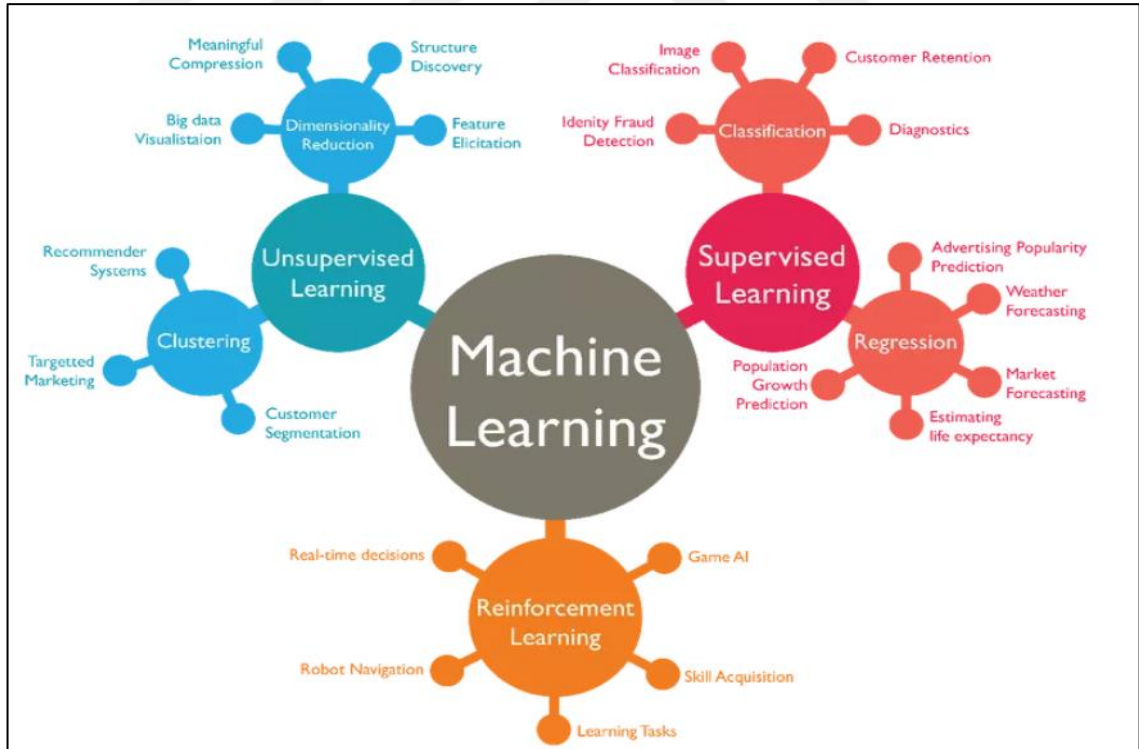 Meaningful
Compression
Structure
Discovery
Big data
Visualistaion
Dimensionality
Reduction
Feature
Elicitation
Image
Classification
Customer Retention
Idenity Fraud
Detection
Classification
Diagnostics
Recommender
Systems
Unsupervised
Learning
Clustering
Targetted
Marketing
Customer
Segmentation
Machine
Learning
Supervised
Learning
Advertising Popularity
Prediction
Weather
Forecasting
Regression
Population
Growth
Prediction
Market
Forecasting
Estimating
life expectancy
Real-time decisions
Game AI
Reinforcement
Learning
Robot Navigation
Skill Acquisition
Learning Tasks